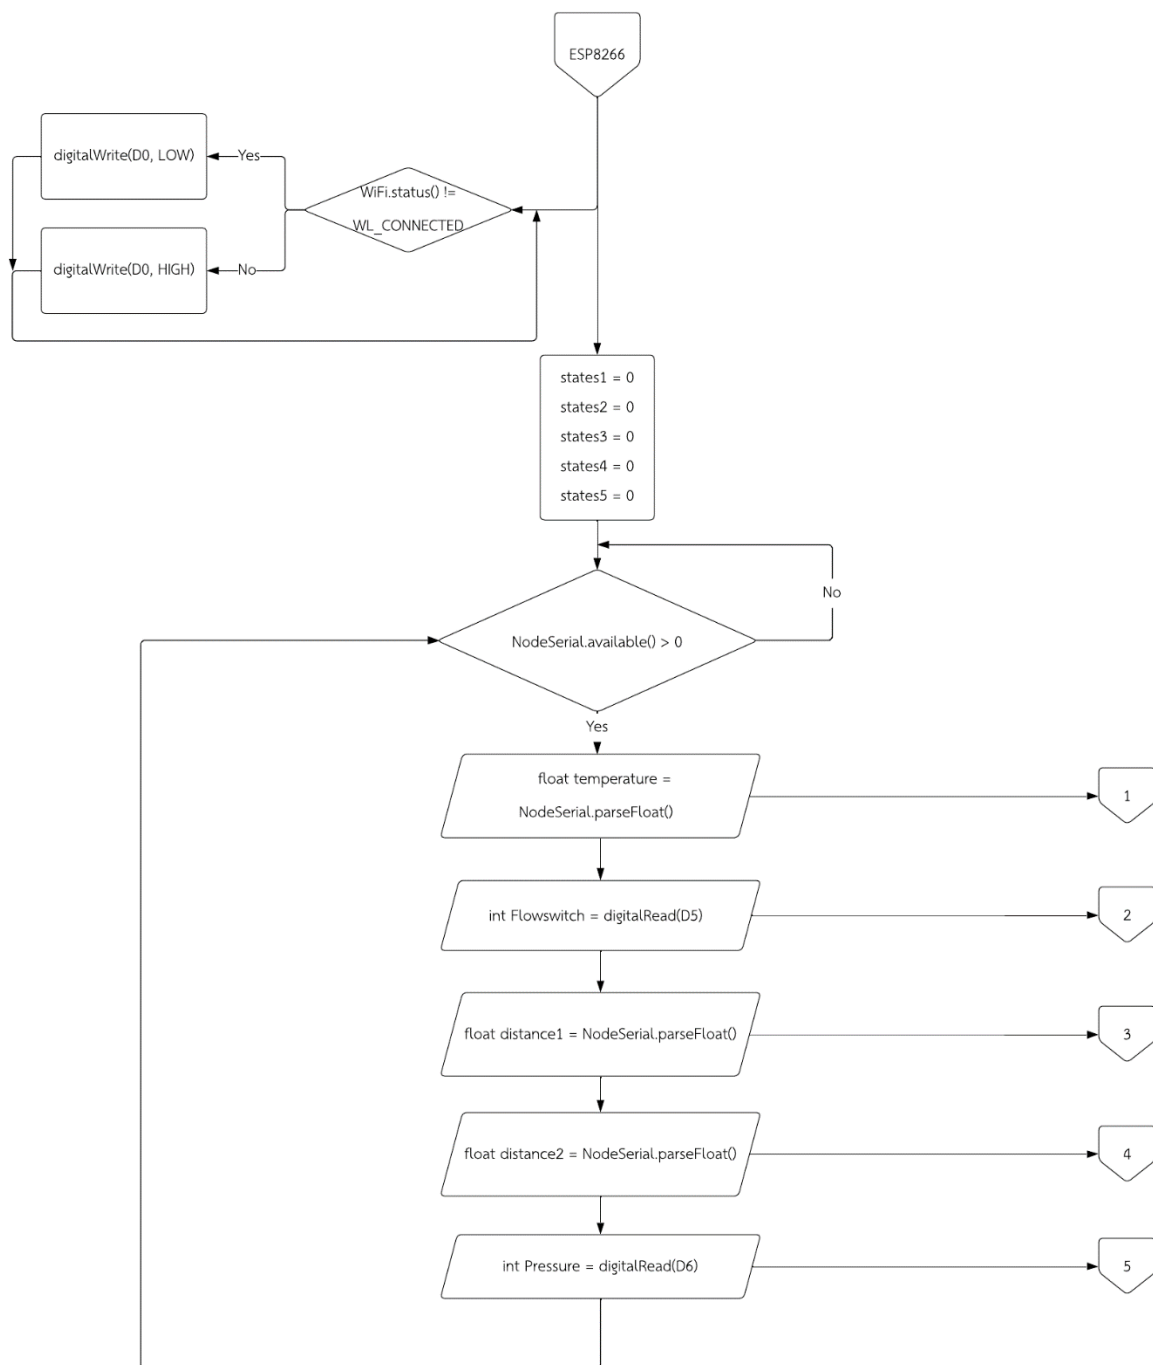 ESP8266
digitalWrite(D0, LOW)
Yes
WiFi.status() !=
WL_CONNECTED
digitalWrite(D0, HIGH)
No
states1 = 0
states2 = 0
states3 = 0
states4 = 0
states5 = 0
No
NodeSerial.available() > 0
Yes
float temperature =
NodeSerial.parseFloat()
1
int Flowswitch = digitalRead(D5)
2
float distance1 = NodeSerial.parseFloat()
3
float distance2 = NodeSerial.parseFloat()
4
int Pressure = digitalRead(D6)
5